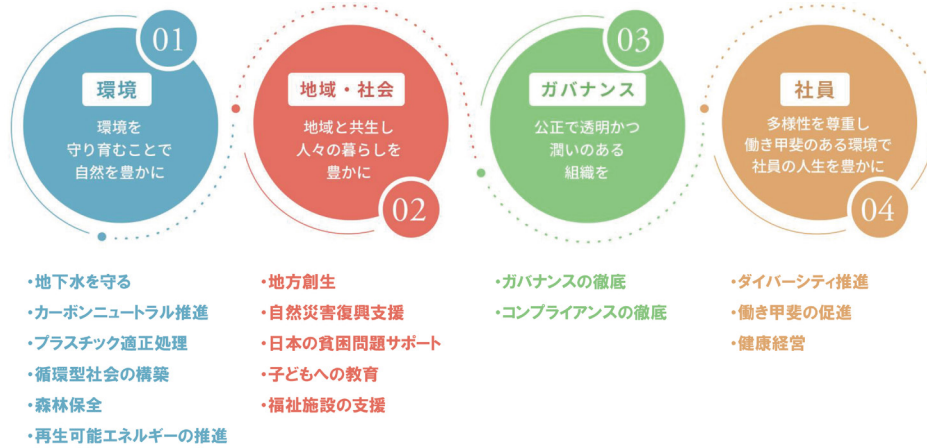 01
環境
環境を
守り育むことで
自然を豊かに
地域・社会
地域と共生し
人々の暮らしを
豊かに
02
03
ガバナンス
公正で透明かつ
潤いのある
組織を
社員
多様性を尊重し
働き甲斐のある環境で
社員の人生を豊かに
04
・地下水を守る
・カーボンニュートラル推進
・プラスチック適正処理
・循環型社会の構築
・森林保全
・再生可能エネルギーの推進
・地方創生
・自然災害復興支援
・日本の貧困問題サポート
・子どもへの教育
・福祉施設の支援
・ガバナンスの徹底
・コンプライアンスの徹底
・ダイバーシティ推進
・働き甲斐の促進
・健康経営